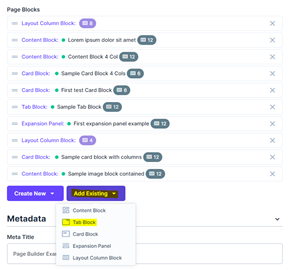 Page Blocks
Layout Column Block: 8
Content Block: Lorem ipsum dolor sit amet 12
Content Block: Content Block 4 Col 12
Card Block: Sample Card Block 4 Cols 6
Card Block: First test Card Block 6
Tab Block: Sample Tab Block 12
Expansion Panel: First expansion panel example 12
Layout Column Block: 4
Card Block: Sample card block with columns 12
Content Block: Sample image block contained 12
Create New Add Existing
Content Block
Tab Block
Card Block
Expansion Panel
Layout Column Block
Metadata
Meta Title
Page Builder Exa